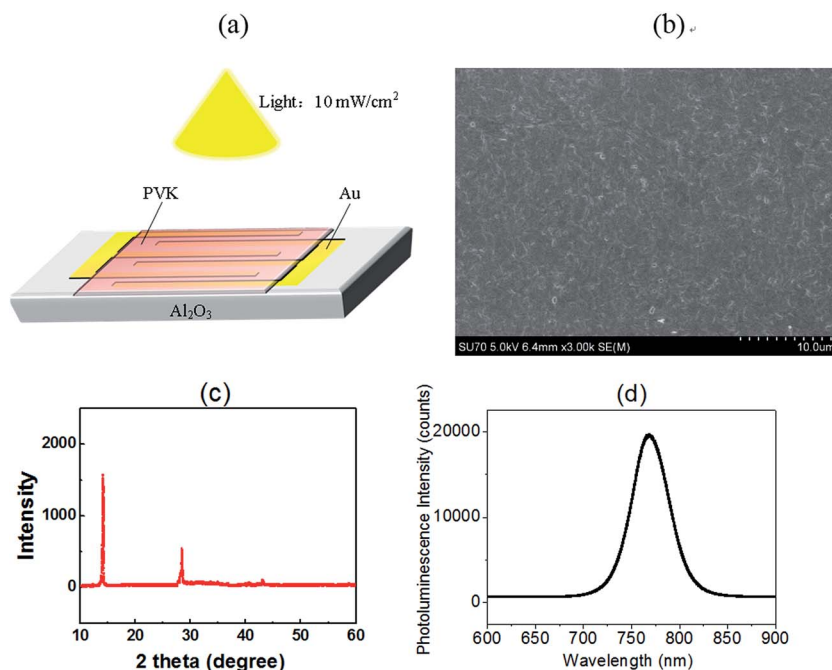 (a)
Light：10 mW/cm²
PVK
Au
Al₂O₃
(b)
SU70 5.0kV 6.4mm x3.00k SE(M)
10.0um
(c)
Intensity
2000
1000
0
10 20 30 40 50 60
2 theta (degree)
(d)
Photoluminescence Intensity (counts)
20000
10000
0
600 650 700 750 800 850 900
Wavelength (nm)